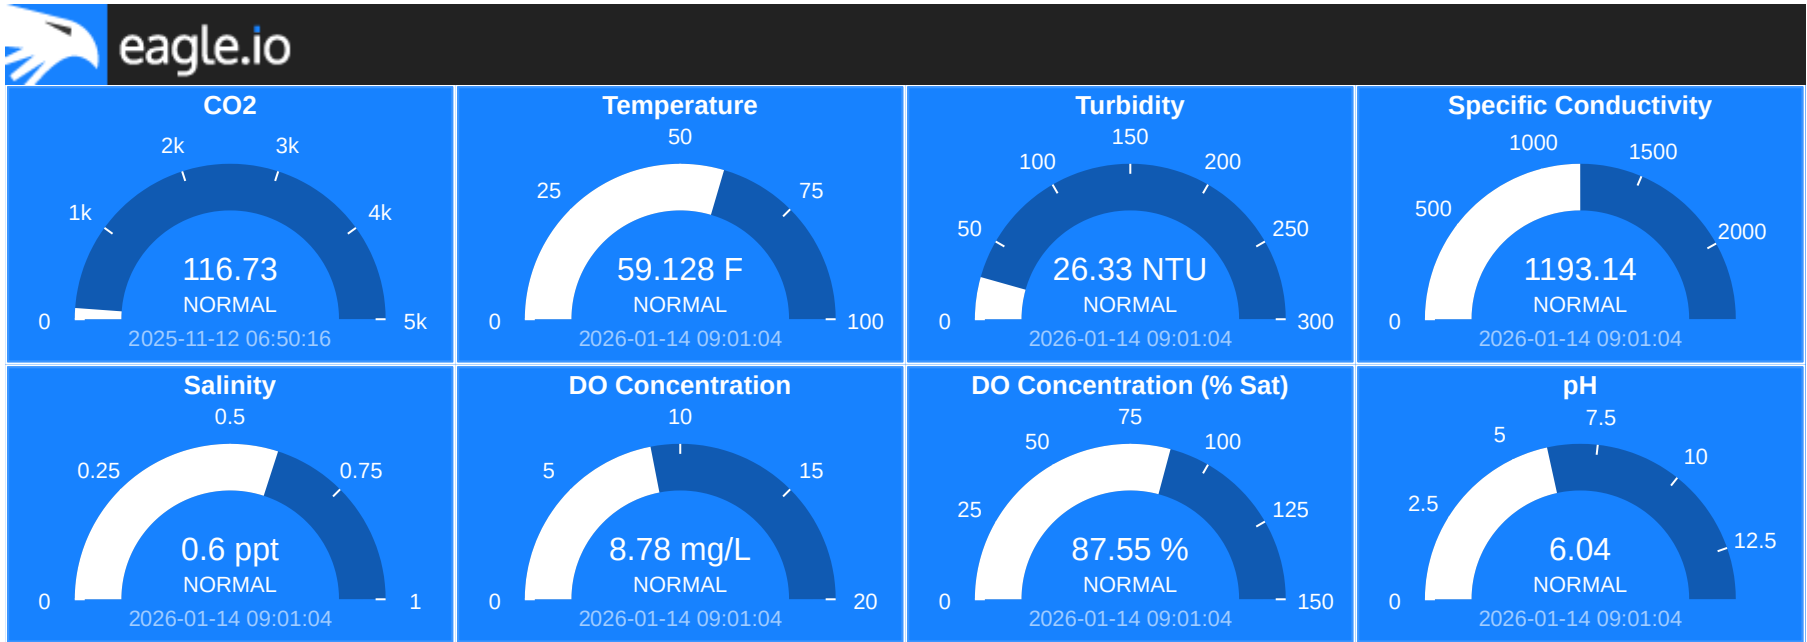 eagle.io
CO2
0
1k
2k
3k
4k
5k
116.73
NORMAL
2025-11-12 06:50:16
Temperature
0
25
50
75
100
59.128 F
NORMAL
2026-01-14 09:01:04
Turbidity
0
50
100
150
200
250
300
26.33 NTU
NORMAL
2026-01-14 09:01:04
Specific Conductivity
0
500
1000
1500
2000
1193.14
NORMAL
2026-01-14 09:01:04
Salinity
0
0.25
0.5
0.75
1
0.6 ppt
NORMAL
2026-01-14 09:01:04
DO Concentration
0
5
10
15
20
8.78 mg/L
NORMAL
2026-01-14 09:01:04
DO Concentration (% Sat)
0
25
50
75
100
125
150
87.55 %
NORMAL
2026-01-14 09:01:04
pH
0
2.5
5
7.5
10
12.5
6.04
NORMAL
2026-01-14 09:01:04